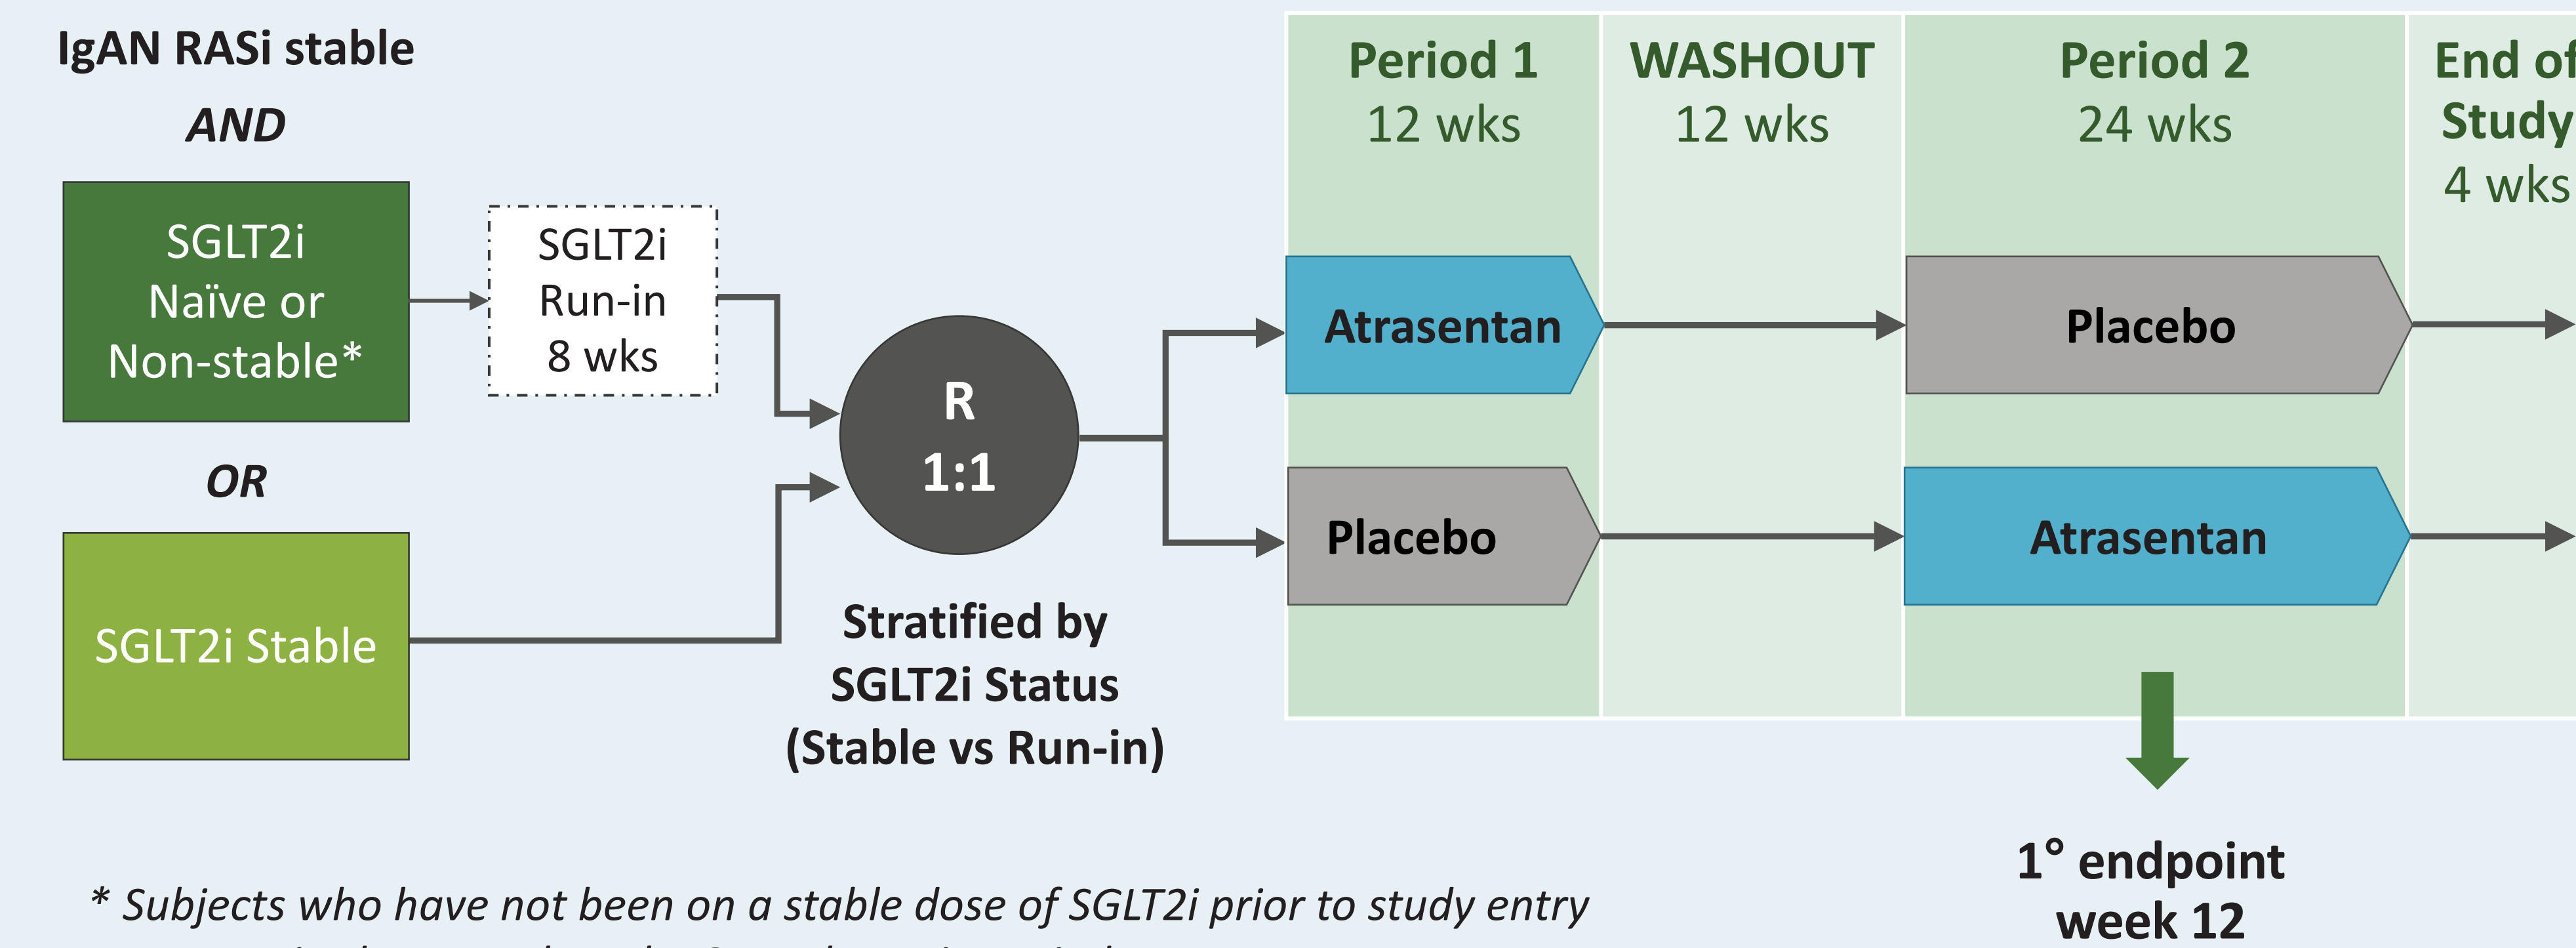 IgAN RASi stable
AND
SGLT2i
Naïve or
Non-stable*
OR
SGLT2i Stable
SGLT2i
Run-in
8 wks
R
1:1
Stratified by
SGLT2i Status
(Stable vs Run-in)
Period 1
12 wks
WASHOUT
12 wks
Period 2
24 wks
End of
Study
4 wks
Atrasentan
Placebo
Placebo
Atrasentan
1° endpoint
week 12
* Subjects who have not been on a stable dose of SGLT2i prior to study entry